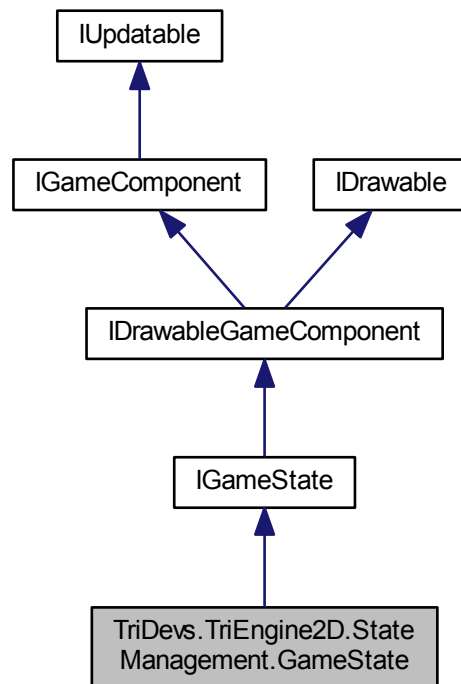 IUpdatable
IGameComponent
IDrawable
IDrawableGameComponent
IGameState
TriDevs.TriEngine2D.State
Management.GameState